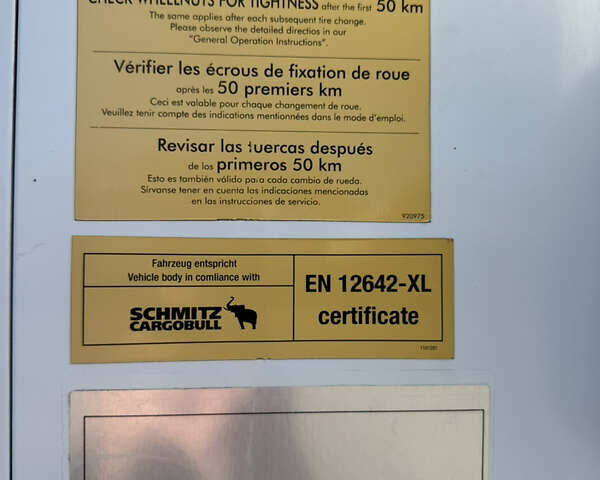 CHECK WHEELNUTS FOR TIGHTNESS after the first 50 km
The same applies after each subsequent tire change.
Please observe the detailed directios in our
"General Operation Instructions".
Vérifier les écrous de fixation de roue
après les 50 premiers km
Ceci est valable pour chaque changement de roue.
Veuillez tenir compte des indications mentionnées dans le mode d'emploi.
Revisar las tuercas después
de los primeros 50 km
Esto es también válido para cada cambio de rueda.
Sírvanse tener en cuenta las indicaciones mencionadas
en las instrucciones de servicio.
920975
Fahrzeug entspricht
Vehicle body in comliance with
SCHMITZ
CARGOBULL
EN 12642-XL
certificate